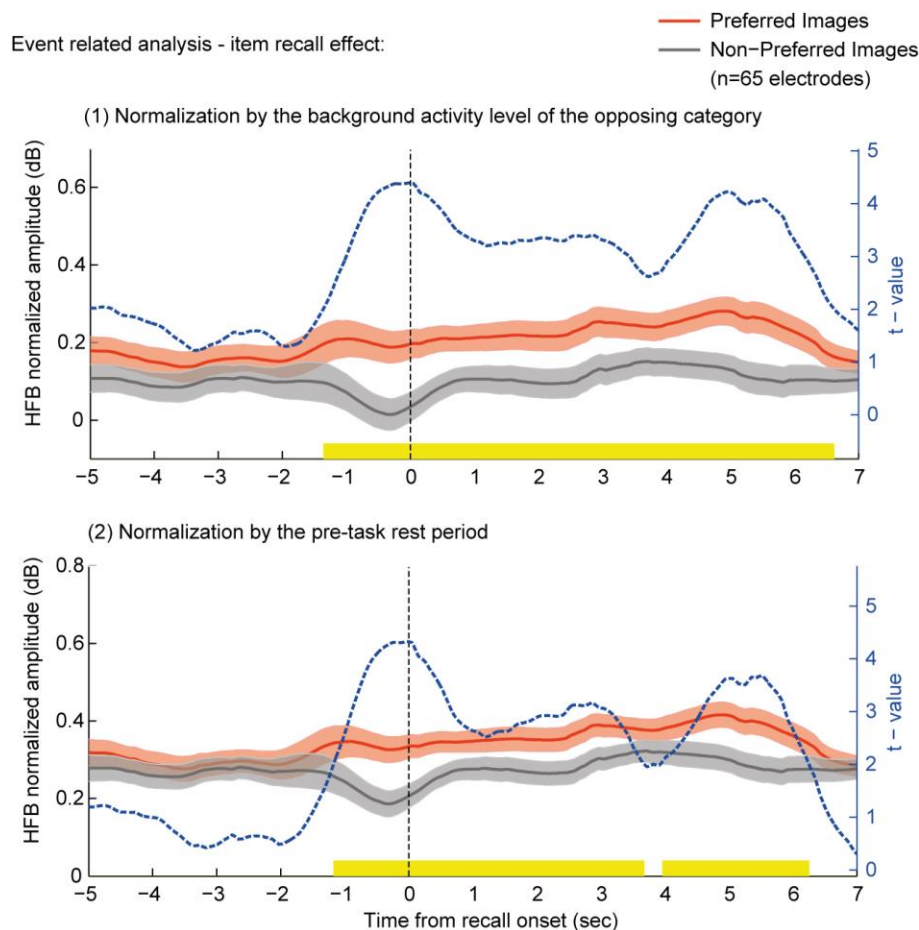 Preferred Images
Event related analysis - item recall effect:
Non-Preferred Images
(n=65 electrodes)
(1) Normalization by the background activity level of the opposing category
HFB normalized amplitude (dB)
0.6
0.4
0.2
0
5
4
3
2
1
0
t - value
-5 -4 -3 -2 -1 0 1 2 3 4 5 6 7
(2) Normalization by the pre-task rest period
HFB normalized amplitude (dB)
0.8
0.6
0.4
0.2
0
5
4
3
2
1
0
t - value
-5 -4 -3 -2 -1 0 1 2 3 4 5 6 7
Time from recall onset (sec)